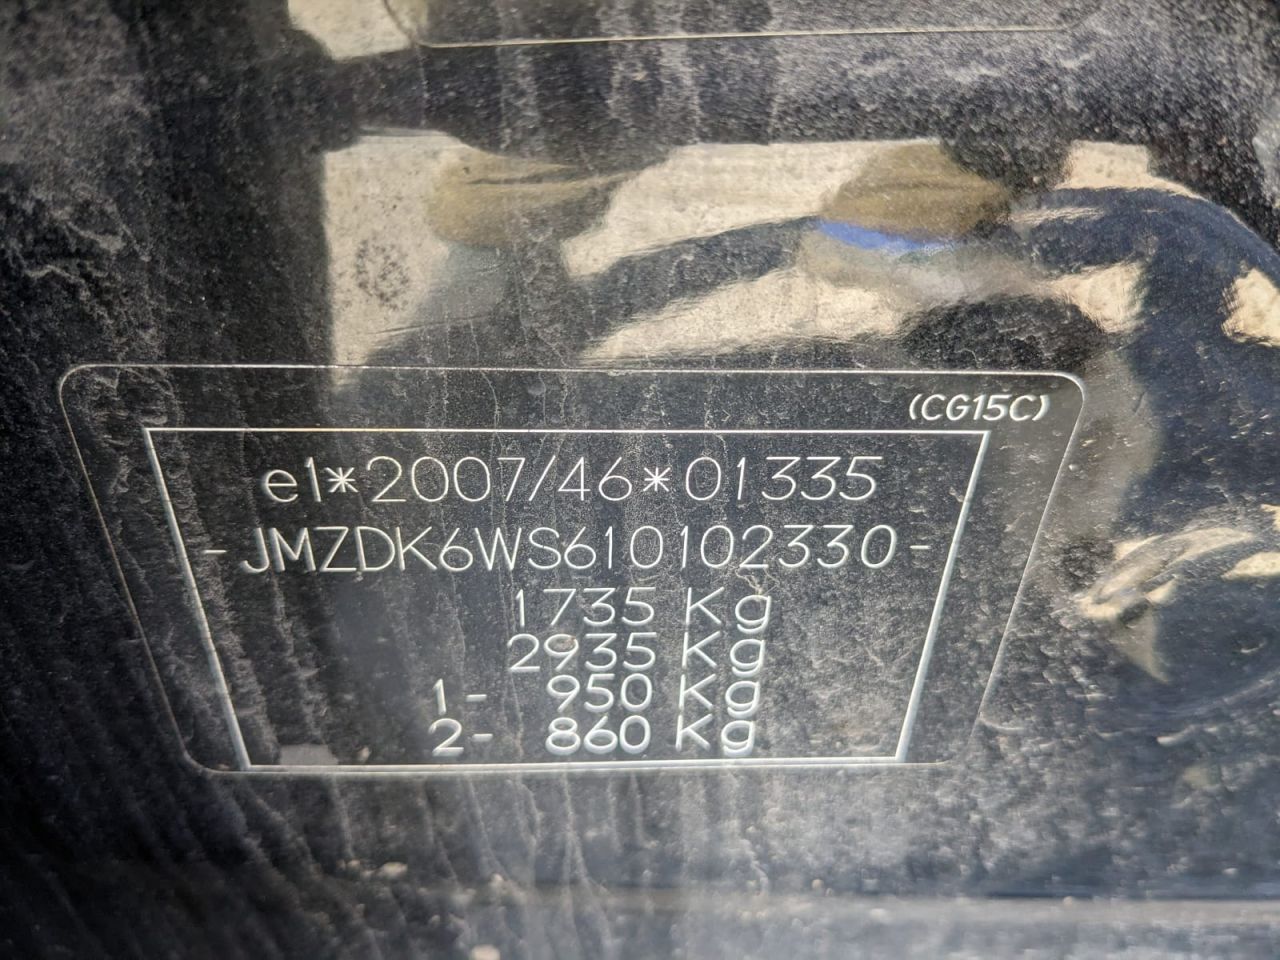 (CG15C)
e1*2007/46*01335
-JMZDK6WS610102330-
1735 Kg
2935 Kg
1- 950 Kg
2- 860 Kg